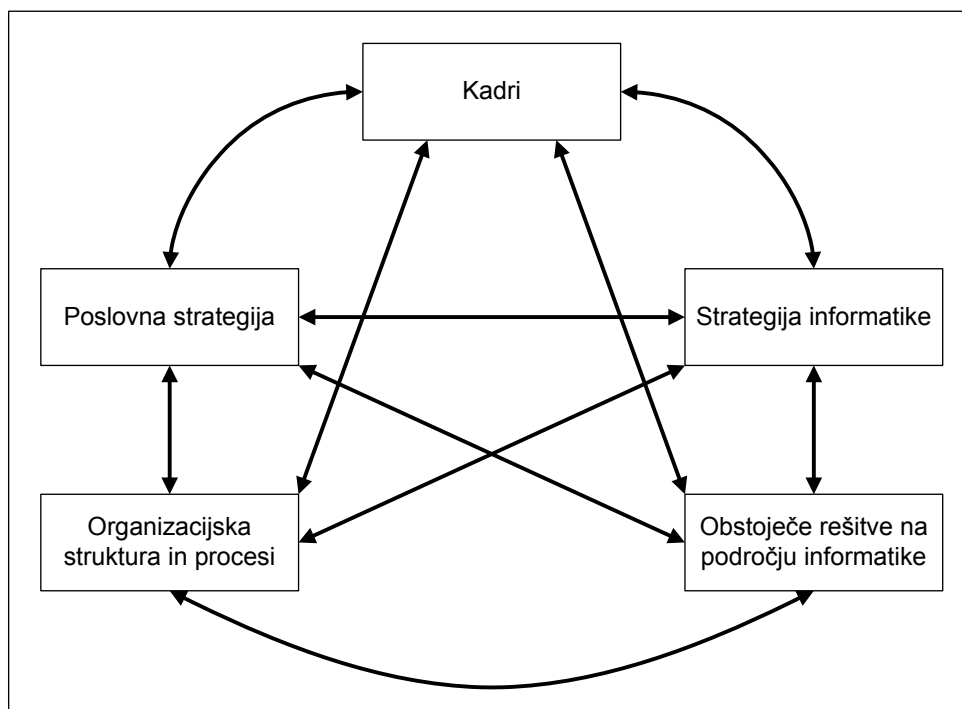 Kadri
Poslovna strategija
Strategija informatike
Organizacijska
struktura in procesi
Obstoječe rešitve na
področju informatike